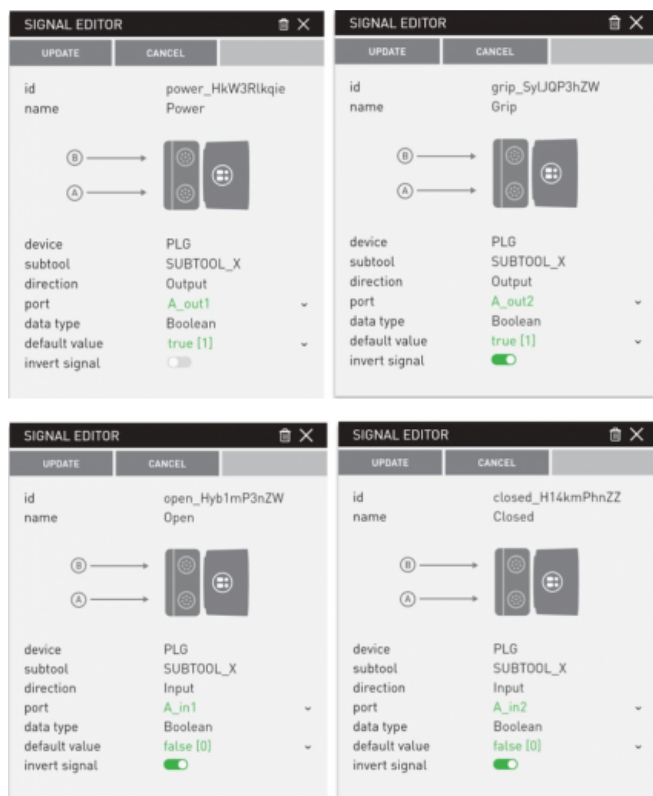 SIGNAL EDITOR
UPDATE CANCEL
id power_HkW3Rlkqie
name Power
B
A
device PLG
subtool SUBTOOL_X
direction Output
port A_out1
data type Boolean
default value true [1]
invert signal
SIGNAL EDITOR
UPDATE CANCEL
id grip_SylJQP3hZW
name Grip
B
A
device PLG
subtool SUBTOOL_X
direction Output
port A_out2
data type Boolean
default value true [1]
invert signal
SIGNAL EDITOR
UPDATE CANCEL
id open_Hyb1mP3nZW
name Open
B
A
device PLG
subtool SUBTOOL_X
direction Input
port A_in1
data type Boolean
default value false [0]
invert signal
SIGNAL EDITOR
UPDATE CANCEL
id closed_H14kmPhnZZ
name Closed
B
A
device PLG
subtool SUBTOOL_X
direction Input
port A_in2
data type Boolean
default value false [0]
invert signal